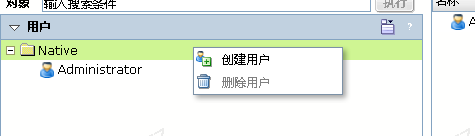 对象 输入搜索条件 执行 名称
用户 ?
Native
Administrator
创建用户
删除用户